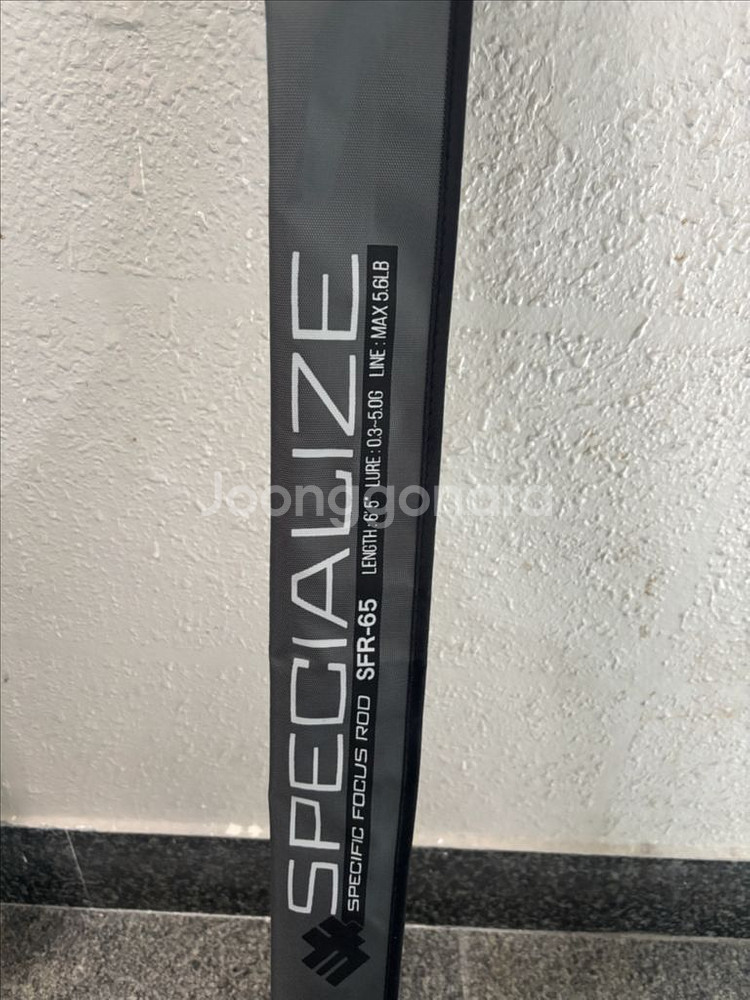 SPECIALIZE
SPECIFIC FOCUS ROD SFR-65 LENGTH : 6' 5" LURE : 0.3~5.0G LINE : MAX 5.6LB
Joonggonara